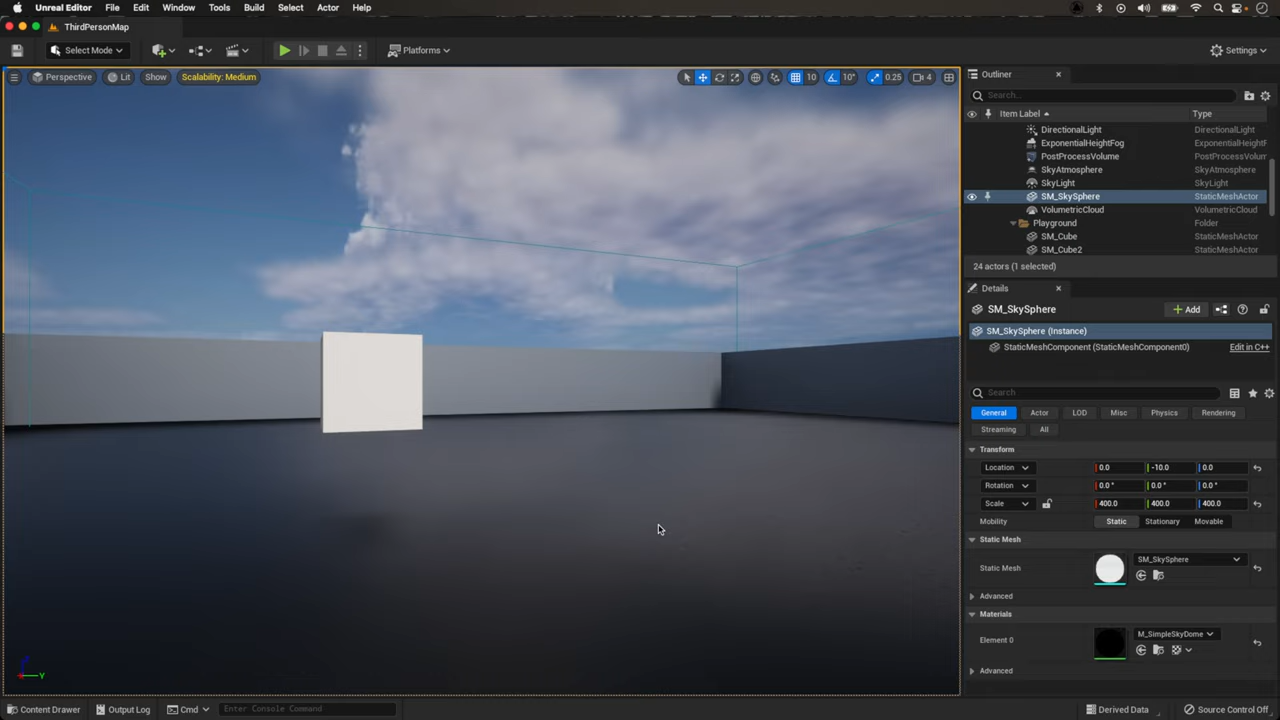 Unreal Editor File Edit Window Tools Build Select Actor Help
ThirdPersonMap
Select Mode Platforms Settings
Perspective Lit Show Scalability: Medium 10 10° 0.25 4
Outliner
Search...
Item Label Type
DirectionalLight DirectionalLight
ExponentialHeightFog ExponentialHeightF
PostProcessVolume PostProcessVolum
SkyAtmosphere SkyAtmosphere
SkyLight SkyLight
SM_SkySphere StaticMeshActor
VolumetricCloud VolumetricCloud
Playground Folder
SM_Cube StaticMeshActor
SM_Cube2 StaticMeshActor
24 actors (1 selected)
Details
SM_SkySphere Add
SM_SkySphere (Instance)
StaticMeshComponent (StaticMeshComponent0) Edit in C++
Search
General Actor LOD Misc Physics Rendering
Streaming All
Transform
Location 0.0 -10.0 0.0
Rotation 0.0 ° 0.0 ° 0.0 °
Scale 400.0 400.0 400.0
Mobility Static Stationary Movable
Static Mesh
Static Mesh SM_SkySphere
Advanced
Materials
Element 0 M_SimpleSkyDome
Advanced
Z
Y
Content Drawer Output Log Cmd Enter Console Command Derived Data Source Control Off